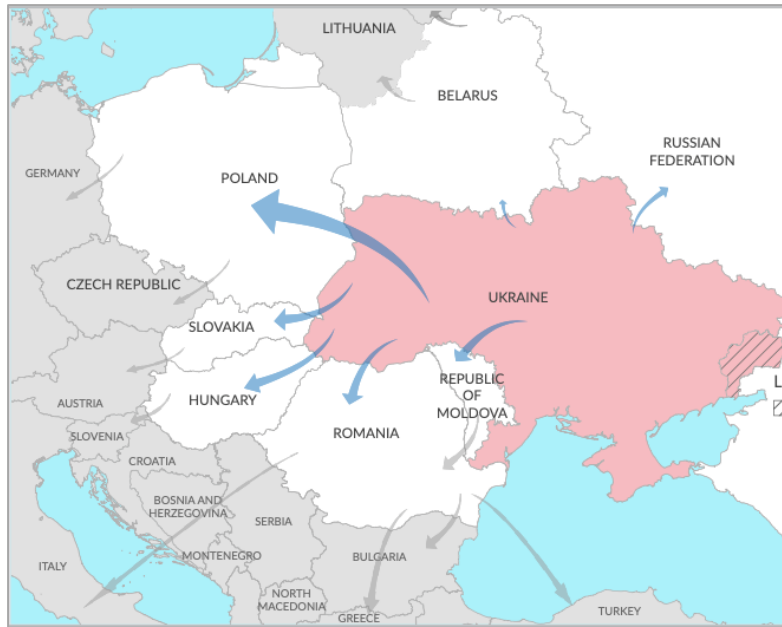 LITHUANIA
BELARUS
RUSSIAN
FEDERATION
GERMANY
POLAND
CZECH REPUBLIC
UKRAINE
SLOVAKIA
REPUBLIC
OF
MOLDOVA
L
AUSTRIA
HUNGARY
SLOVENIA
ROMANIA
CROATIA
BOSNIA AND
HERZEGOVINA
SERBIA
MONTENEGRO
BULGARIA
ITALY
NORTH
MACEDONIA
GREECE
TURKEY